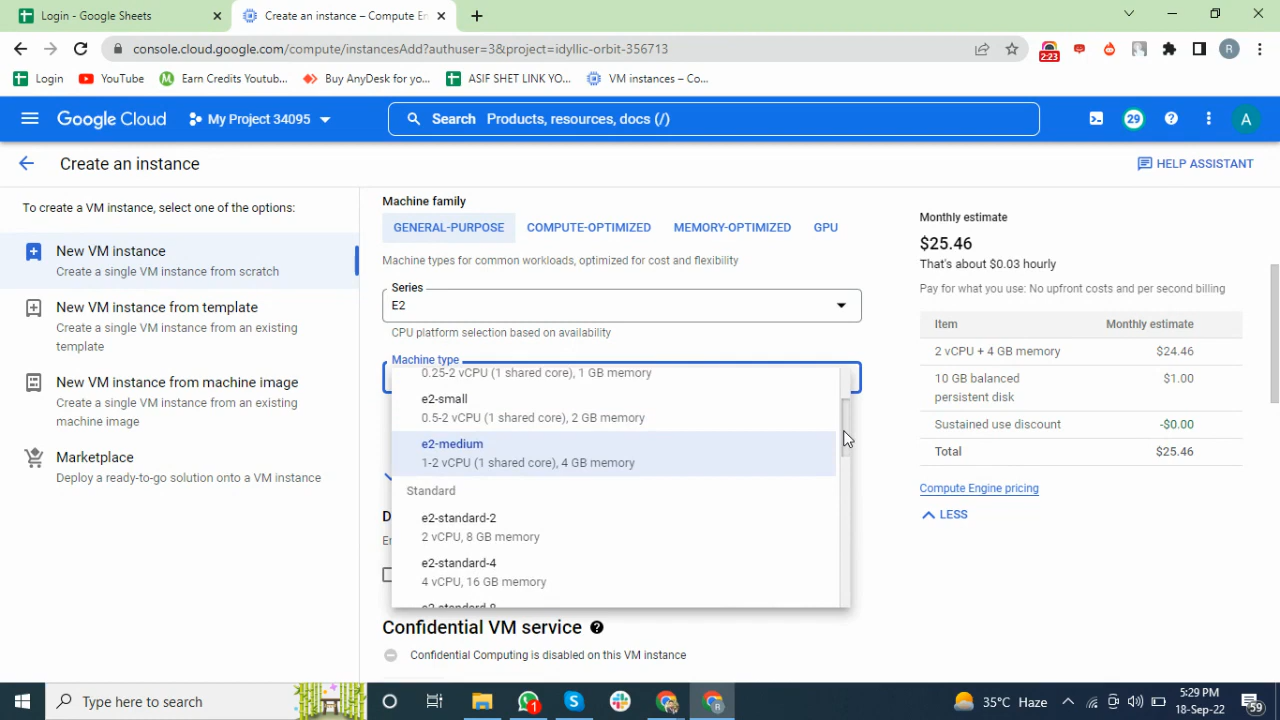 Login - Google Sheets
Create an instance – Compute En
console.cloud.google.com/compute/instancesAdd?authuser=3&project=idyllic-orbit-356713
2:23
R
Login
YouTube
Earn Credits Youtub...
Buy AnyDesk for yo...
ASIF SHET LINK YO...
VM instances – Co...
Google Cloud
My Project 34095
Search Products, resources, docs (/)
29
A
Create an instance
HELP ASSISTANT
To create a VM instance, select one of the options:
New VM instance
Create a single VM instance from scratch
New VM instance from template
Create a single VM instance from an existing
template
New VM instance from machine image
Create a single VM instance from an existing
machine image
Marketplace
Deploy a ready-to-go solution onto a VM instance
Machine family
GENERAL-PURPOSE
COMPUTE-OPTIMIZED
MEMORY-OPTIMIZED
GPU
Machine types for common workloads, optimized for cost and flexibility
Series
E2
CPU platform selection based on availability
Machine type
0.25-2 vCPU (1 shared core), 1 GB memory
e2-small
0.5-2 vCPU (1 shared core), 2 GB memory
e2-medium
1-2 vCPU (1 shared core), 4 GB memory
Standard
e2-standard-2
2 vCPU, 8 GB memory
e2-standard-4
4 vCPU, 16 GB memory
e2-standard-8
Confidential VM service
Confidential Computing is disabled on this VM instance
Monthly estimate
$25.46
That's about $0.03 hourly
Pay for what you use: No upfront costs and per second billing
Item Monthly estimate
2 vCPU + 4 GB memory $24.46
10 GB balanced $1.00
persistent disk
Sustained use discount -$0.00
Total $25.46
Compute Engine pricing
LESS
Type here to search
1
R
35°C Haze
5:29 PM
18-Sep-22
59